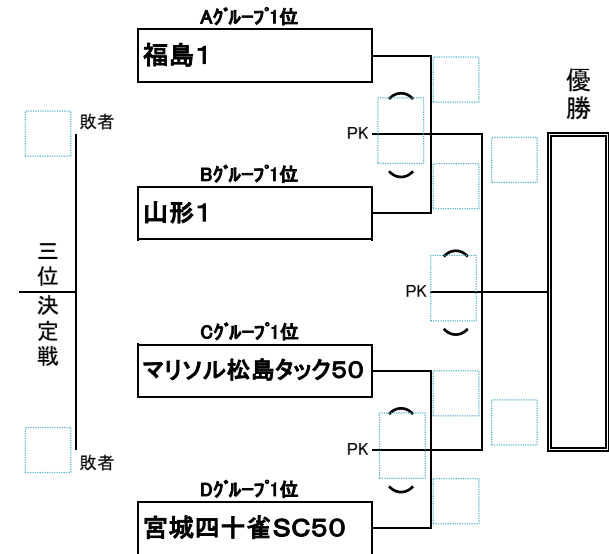 Aグループ1位
福島1
敗者
PK
Bグループ1位
山形1
優勝
三位決定戦
PK
Cグループ1位
マリソル松島タック50
PK
敗者
Dグループ1位
宮城四十雀SC50